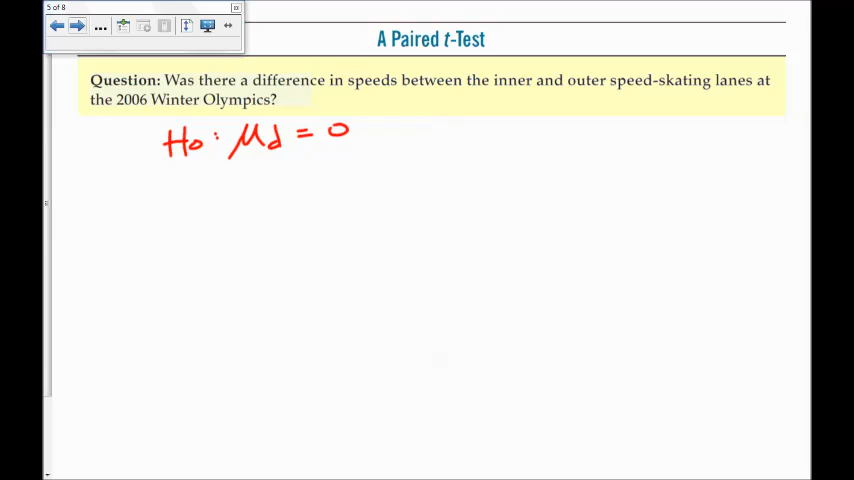 5 of 8
A Paired t-Test
Question: Was there a difference in speeds between the inner and outer speed-skating lanes at
the 2006 Winter Olympics?
Ho: μd = 0